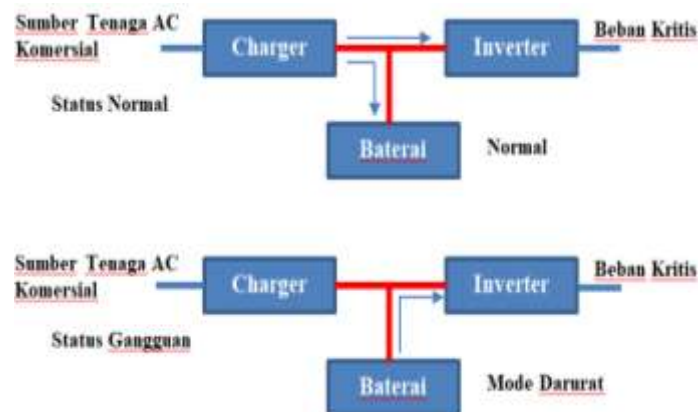 Sumber Tenaga AC
Komersial
Charger
Inverter
Beban Kritis
Status Normal
Baterai
Normal
Sumber Tenaga AC
Komersial
Charger
Inverter
Beban Kritis
Status Gangguan
Baterai
Mode Darurat